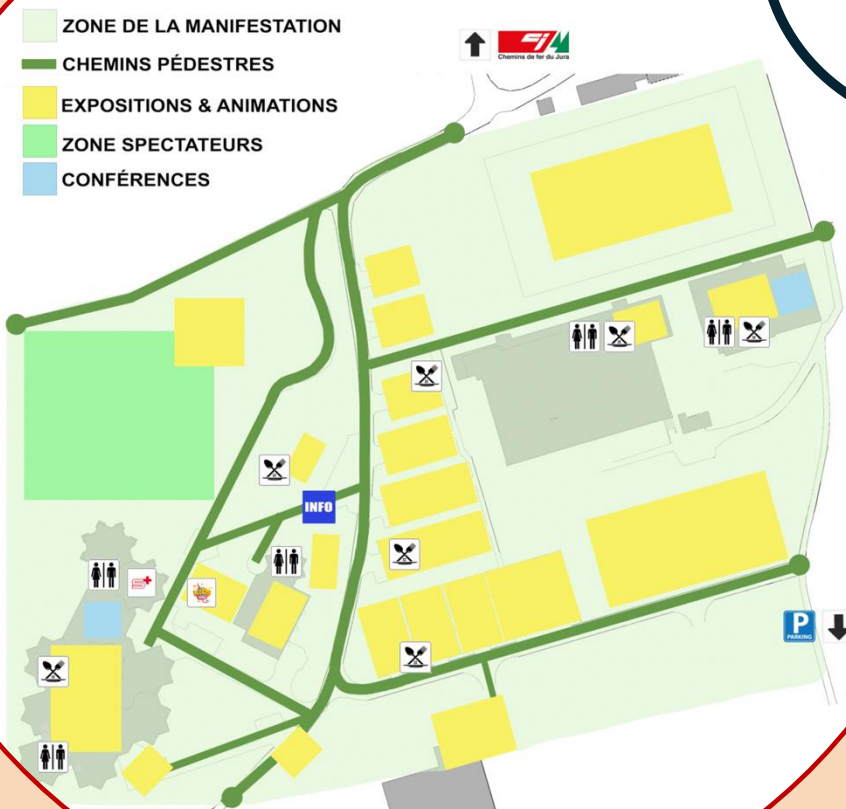 ZONE DE LA MANIFESTATION
CHEMINS PÉDESTRES
EXPOSITIONS & ANIMATIONS
ZONE SPECTATEURS
CONFÉRENCES
Chemins de fer du Jura
INFO
P
PARKING